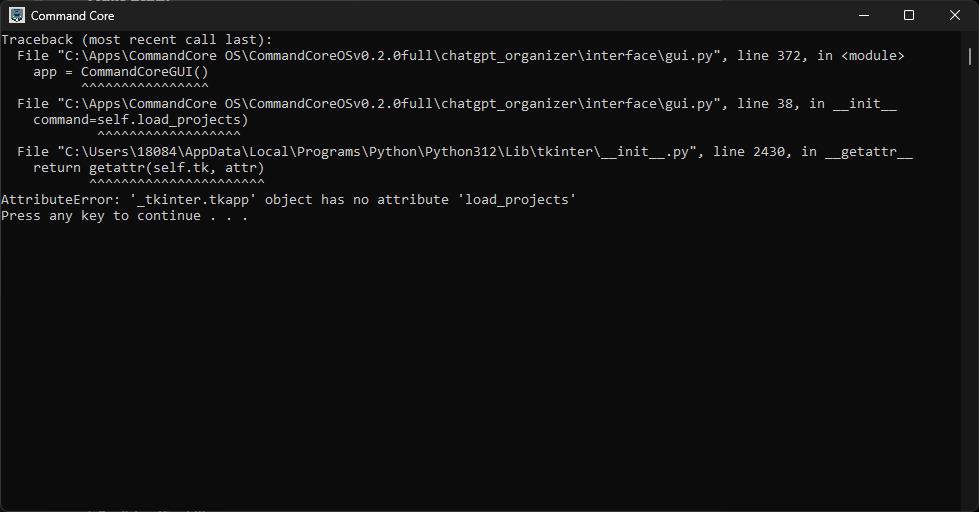 Command Core
Traceback (most recent call last):
  File "C:\Apps\CommandCore OS\CommandCoreOSv0.2.0full\chatgpt_organizer\interface\gui.py", line 372, in <module>
    app = CommandCoreGUI()
          ^^^^^^^^^^^^^^^^
  File "C:\Apps\CommandCore OS\CommandCoreOSv0.2.0full\chatgpt_organizer\interface\gui.py", line 38, in __init__
    command=self.load_projects)
            ^^^^^^^^^^^^^^^^^^
  File "C:\Users\18084\AppData\Local\Programs\Python\Python312\Lib\tkinter\__init__.py", line 2430, in __getattr__
    return getattr(self.tk, attr)
           ^^^^^^^^^^^^^^^^^^^^^^
AttributeError: '_tkinter.tkapp' object has no attribute 'load_projects'
Press any key to continue . . .